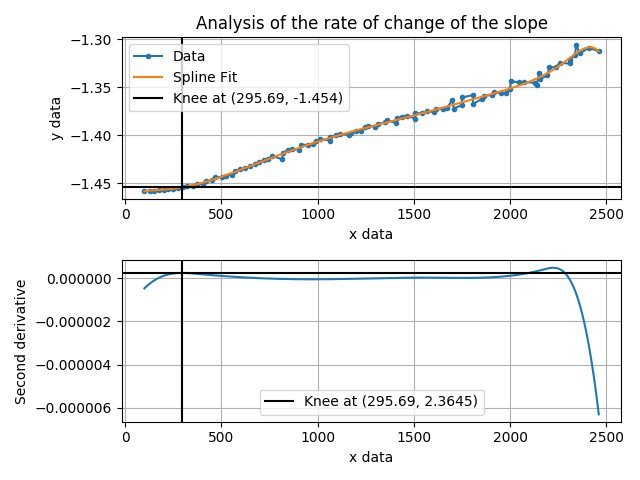 Analysis of the rate of change of the slope
−1.30
−1.35
−1.40
−1.45
y data
Data
Spline Fit
Knee at (295.69, -1.454)
0
500
1000
1500
2000
2500
x data
0.000000
−0.000002
−0.000004
−0.000006
Second derivative
Knee at (295.69, 2.3645)
0
500
1000
1500
2000
2500
x data